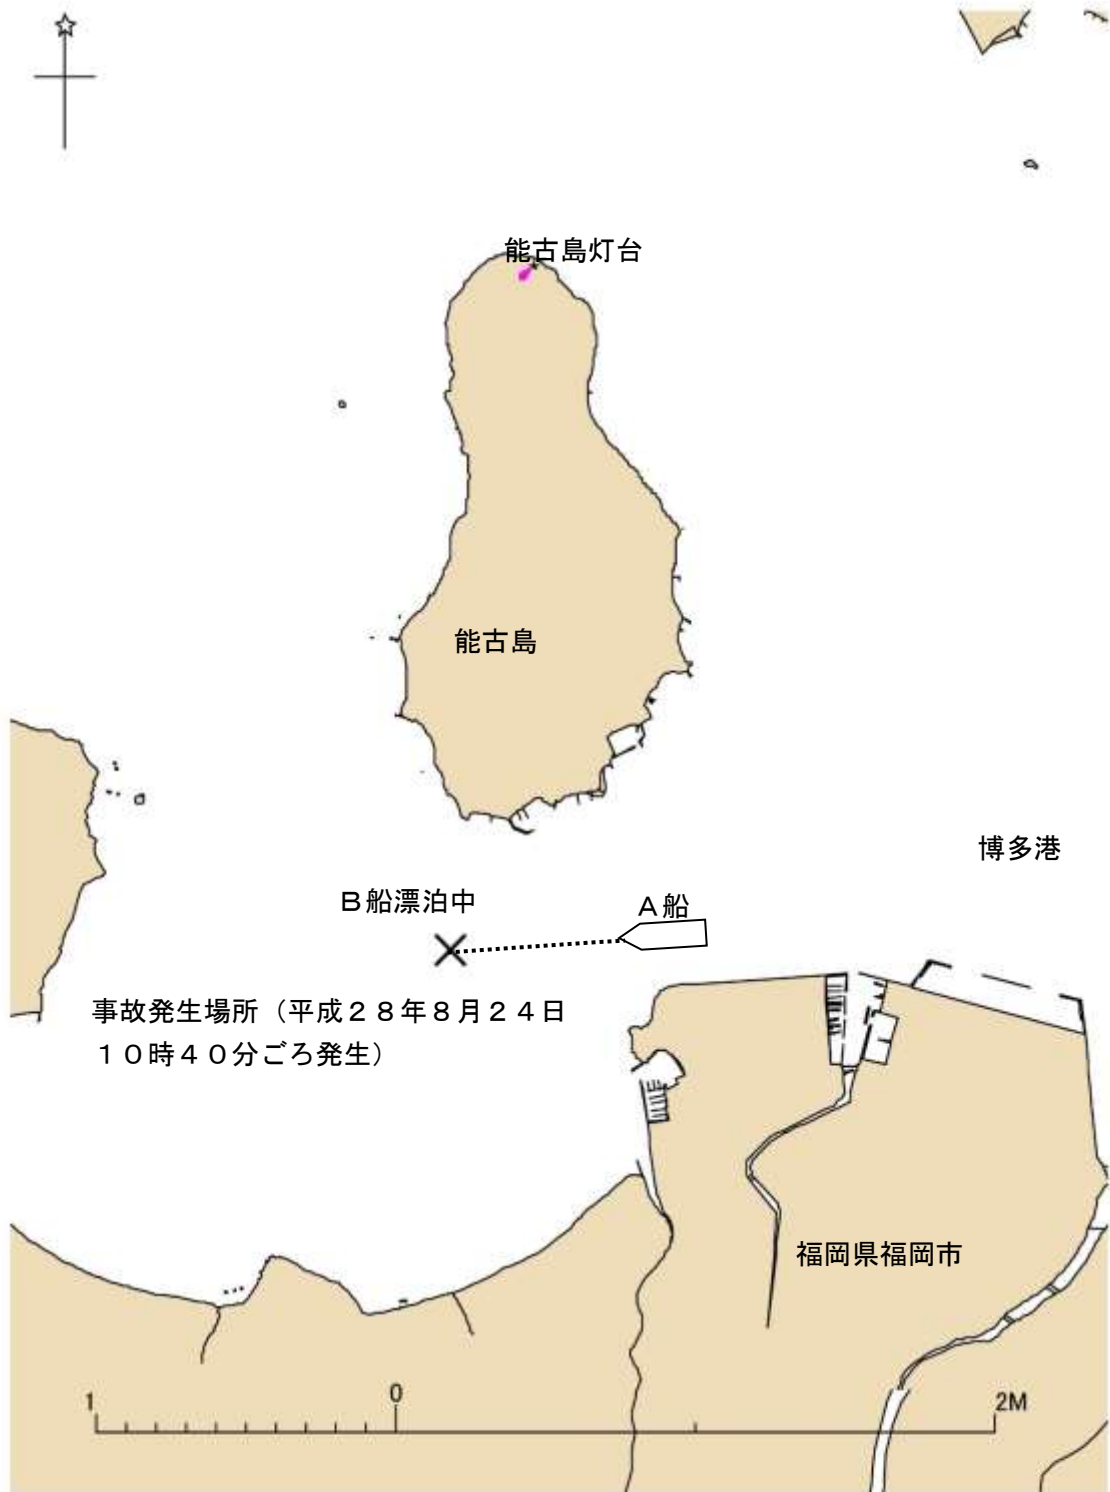 能古島灯台
能古島
博多港
B船漂泊中
A船
事故発生場所（平成２８年８月２４日
１０時４０分ごろ発生）
福岡県福岡市
1 0 2M